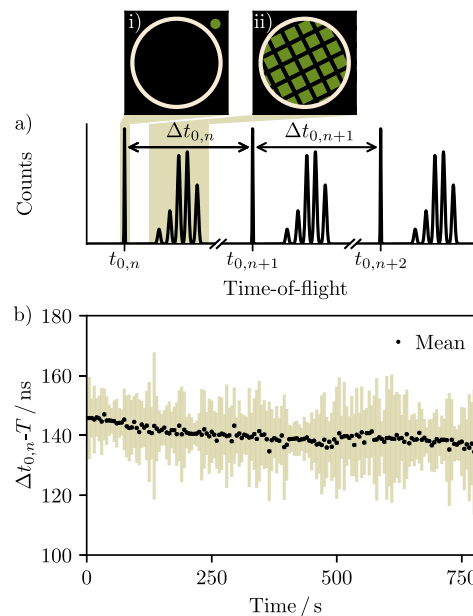 i)
ii)
a)
Δt₀,ₙ
Δt₀,ₙ₊₁
Counts
t₀,ₙ
t₀,ₙ₊₁
t₀,ₙ₊₂
Time-of-flight
b)
180
160
140
120
100
Δt₀,ₙ-T / ns
Mean
0
250
500
750
Time / s